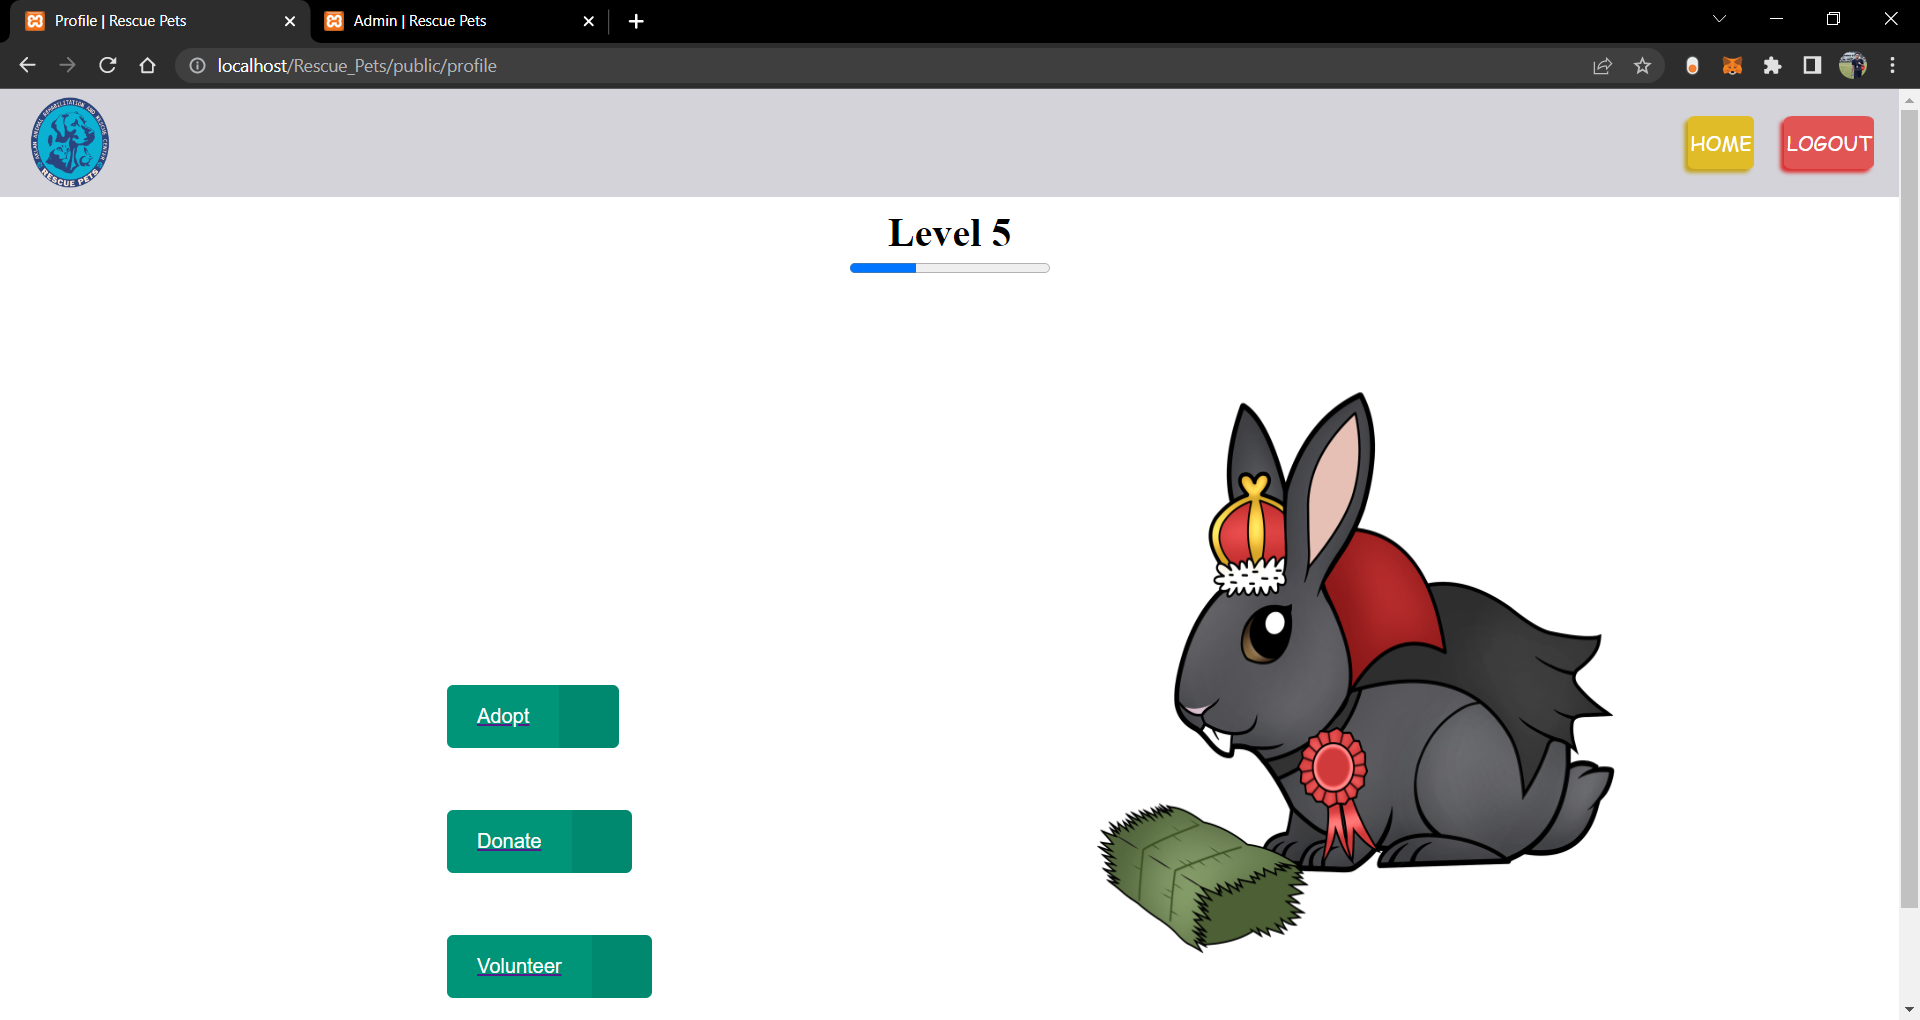 Profile | Rescue Pets
Admin | Rescue Pets
localhost/Rescue_Pets/public/profile
RESCUE PETS
HOME
LOGOUT
Level 5
Adopt
Donate
Volunteer